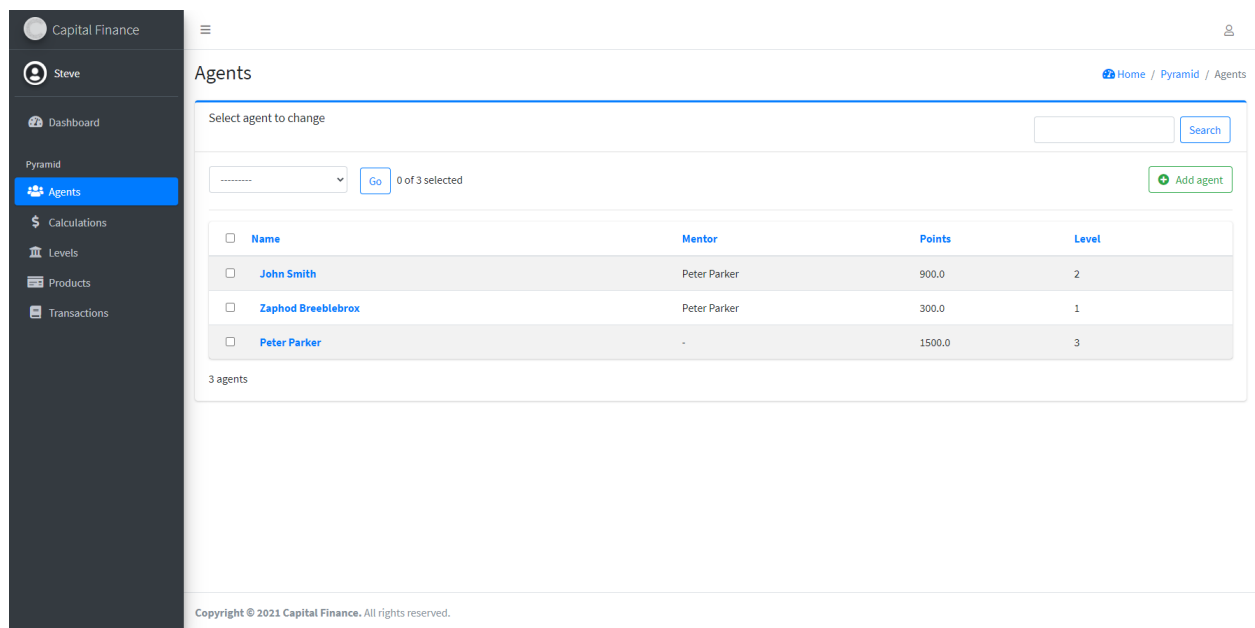 Capital Finance
Steve
Dashboard
Pyramid
Agents
Calculations
Levels
Products
Transactions
Agents
Home / Pyramid / Agents
Select agent to change
Search
---------
Go
0 of 3 selected
Add agent
Name Mentor Points Level
John Smith Peter Parker 900.0 2
Zaphod Breeblebrox Peter Parker 300.0 1
Peter Parker - 1500.0 3
3 agents
Copyright © 2021 Capital Finance. All rights reserved.